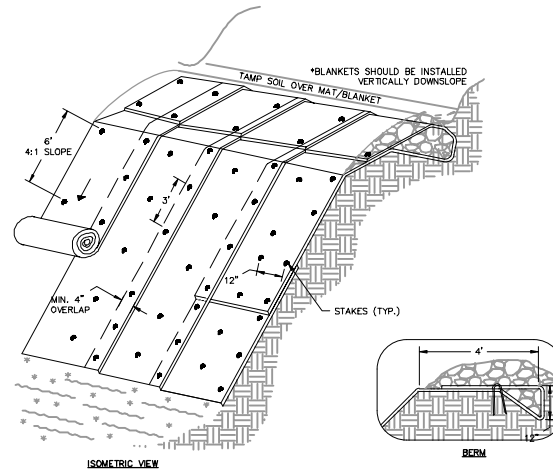 *BLANKETS SHOULD BE INSTALLED
VERTICALLY DOWNSLOPE
TAMP SOIL OVER MAT/BLANKET
6'
4:1 SLOPE
3'
12"
MIN. 4"
OVERLAP
STAKES (TYP.)
4'
12"
BERM
ISOMETRIC VIEW